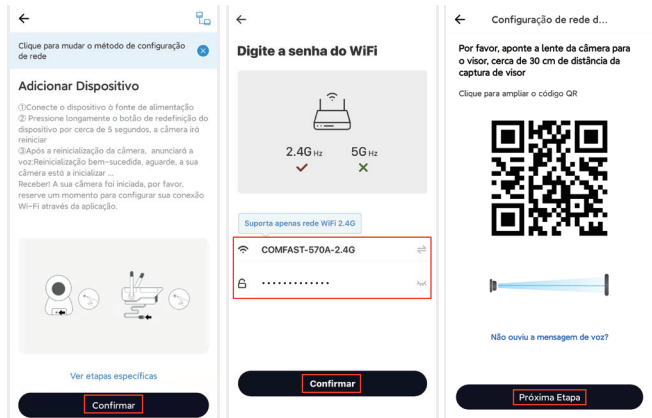 Clique para mudar o método de configuração
de rede
Adicionar Dispositivo
①Conecte o dispositivo à fonte de alimentação
② Pressione longamente o botão de redefinição do
dispositivo por cerca de 5 segundos, a câmera irá
reiniciar
③Após a reinicialização da câmera, anunciará a
voz:Reinicialização bem-sucedida, aguarde, a sua
câmera está a inicializar ...
Receber! A sua câmera foi iniciada, por favor,
reserve um momento para configurar sua conexão
Wi-Fi através da aplicação.
Ver etapas específicas
Confirmar
Digite a senha do WiFi
2.4G Hz
5G Hz
Suporta apenas rede WiFi 2.4G
COMFAST-570A-2.4G
•••••••••••••
Confirmar
Configuração de rede d...
Por favor, aponte a lente da câmera para
o visor, cerca de 30 cm de distância da
captura de visor
Clique para ampliar o código QR
Não ouviu a mensagem de voz?
Próxima Etapa